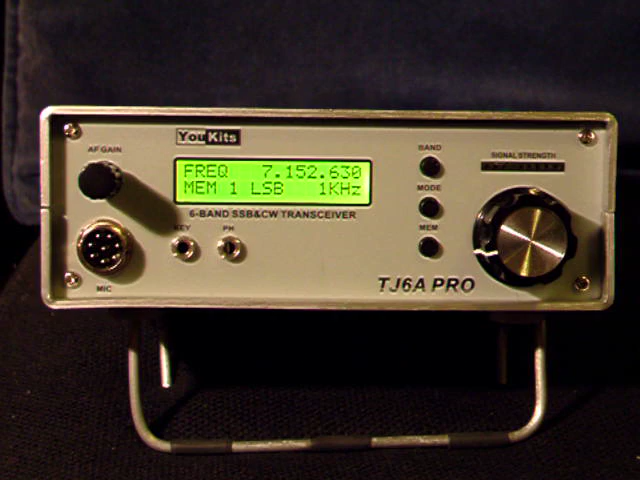 YouKits
AF GAIN
FREQ 7.152.630
MEM 1 LSB 1KHz
6-BAND SSB&CW TRANSCEIVER
KEY
PH
MIC
BAND
MODE
MEM
SIGNAL STRENGTH
TJ6A PRO